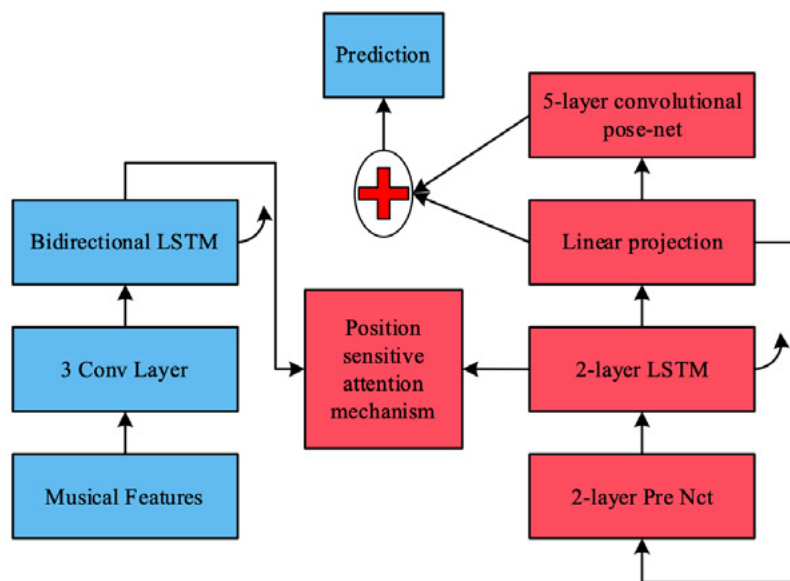 Prediction
5-layer convolutional
pose-net
Bidirectional LSTM
Linear projection
3 Conv Layer
Position
sensitive
attention
mechanism
2-layer LSTM
Musical Features
2-layer Pre Nct